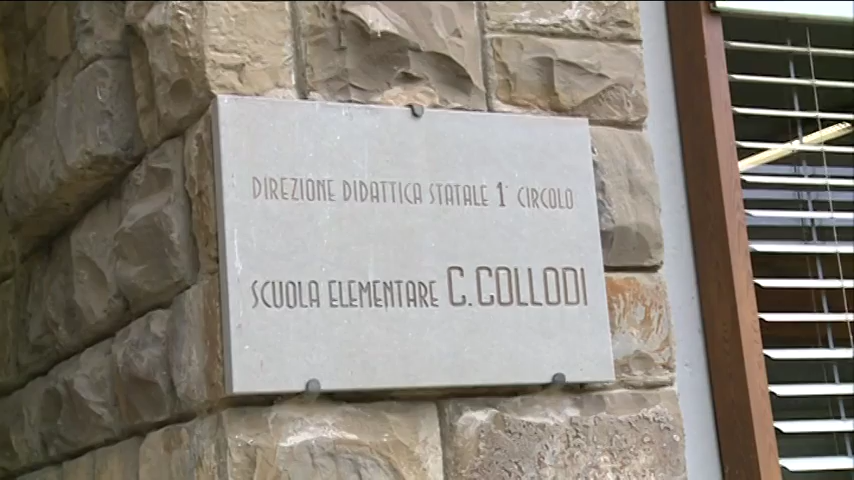 DIREZIONE DIDATTICA STATALE 1° CIRCOLO
SCUOLA ELEMENTARE C. COLLODI